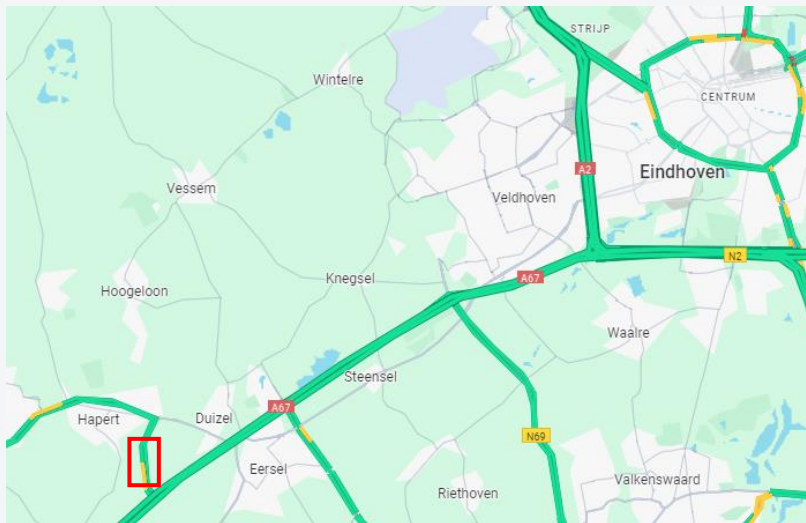 STRIJP
Wintelre
CENTRUM
A2
Eindhoven
Vessem
Veldhoven
N2
Knegsel
A67
Hoogeloon
Waalre
Steensel
A67
Hapert
Duizel
N69
Eersel
Valkenswaard
Riethoven